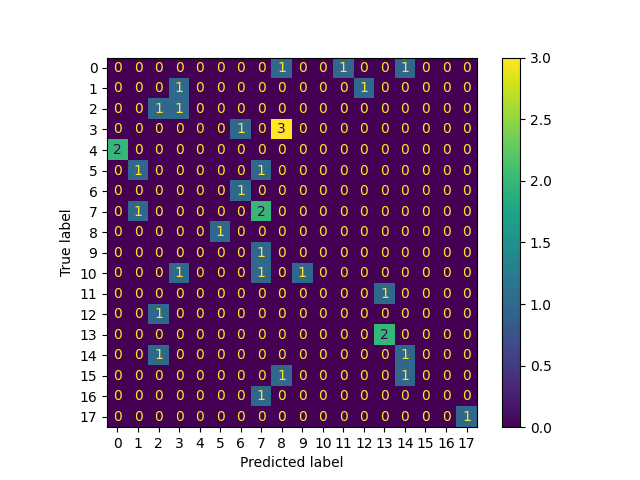 0 0 0 0 0 0 0 0 0 1 0 0 1 0 0 1 0 0 0
1 0 0 0 1 0 0 0 0 0 0 0 0 1 0 0 0 0 0
2 0 0 1 1 0 0 0 0 0 0 0 0 0 0 0 0 0 0
3 0 0 0 0 0 0 1 0 3 0 0 0 0 0 0 0 0 0
4 2 0 0 0 0 0 0 0 0 0 0 0 0 0 0 0 0 0
5 0 1 0 0 0 0 0 1 0 0 0 0 0 0 0 0 0 0
6 0 0 0 0 0 0 1 0 0 0 0 0 0 0 0 0 0 0
7 0 1 0 0 0 0 0 2 0 0 0 0 0 0 0 0 0 0
8 0 0 0 0 0 1 0 0 0 0 0 0 0 0 0 0 0 0
9 0 0 0 0 0 0 0 1 0 0 0 0 0 0 0 0 0 0
10 0 0 0 1 0 0 0 1 0 1 0 0 0 0 0 0 0 0
11 0 0 0 0 0 0 0 0 0 0 0 0 0 1 0 0 0 0
12 0 0 1 0 0 0 0 0 0 0 0 0 0 0 0 0 0 0
13 0 0 0 0 0 0 0 0 0 0 0 0 0 2 0 0 0 0
14 0 0 1 0 0 0 0 0 0 0 0 0 0 0 1 0 0 0
15 0 0 0 0 0 0 0 0 1 0 0 0 0 0 1 0 0 0
16 0 0 0 0 0 0 0 1 0 0 0 0 0 0 0 0 0 0
17 0 0 0 0 0 0 0 0 0 0 0 0 0 0 0 0 0 1
0 1 2 3 4 5 6 7 8 9 10 11 12 13 14 15 16 17
Predicted label
True label
3.0
2.5
2.0
1.5
1.0
0.5
0.0